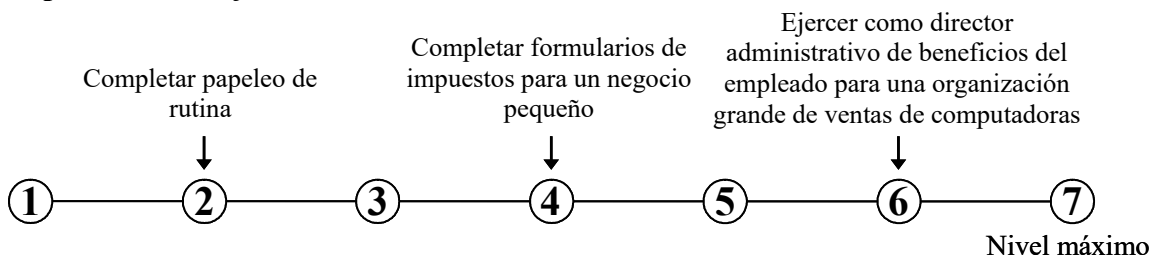 Completar papeleo de
rutina
Completar formularios de
impuestos para un negocio
pequeño
Ejercer como director
administrativo de beneficios del
empleado para una organización
grande de ventas de computadoras
1 2 3 4 5 6 7
Nivel máximo